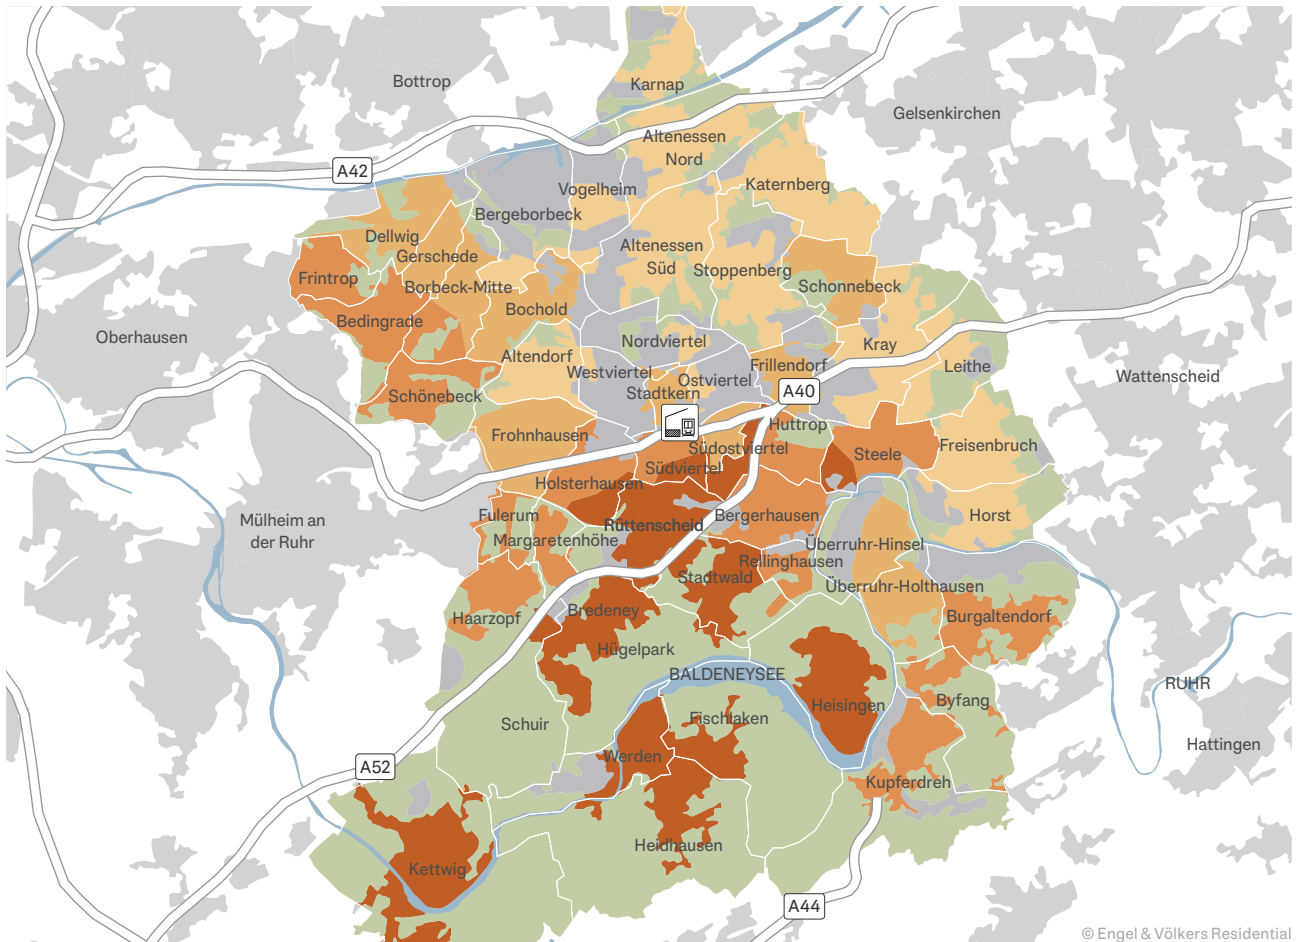 Bottrop
Karnap
Gelsenkirchen
Altenessen
Nord
A42
Vogelheim
Katernberg
Bergeborbeck
Dellwig
Gerschede
Altenessen
Süd
Stoppenberg
Frintrop
Borbeck-Mitte
Schonnebeck
Bochold
Bedingrade
Oberhausen
Nordviertel
Kray
Altendorf
Westviertel
Frillendorf
Leithe
Wattenscheid
Ostviertel
Stadtkern
A40
Schönebeck
Huttrop
Frohnhausen
Südostviertel
Freisenbruch
Steele
Südviertel
Holsterhausen
Fulerum
Rüttenscheid
Bergerhausen
Horst
Mülheim an
der Ruhr
Margaretenhöhe
Überruhr-Hinsel
Rellinghausen
Stadtwald
Überruhr-Holthausen
Haarzopf
Bredeney
Burgaltendorf
Hügelpark
BALDENEYSEE
RUHR
Byfang
Heisingen
Schuir
Fischlaken
Hattingen
Werden
A52
Kupferdreh
Heidhausen
Kettwig
A44
© Engel & Völkers Residential